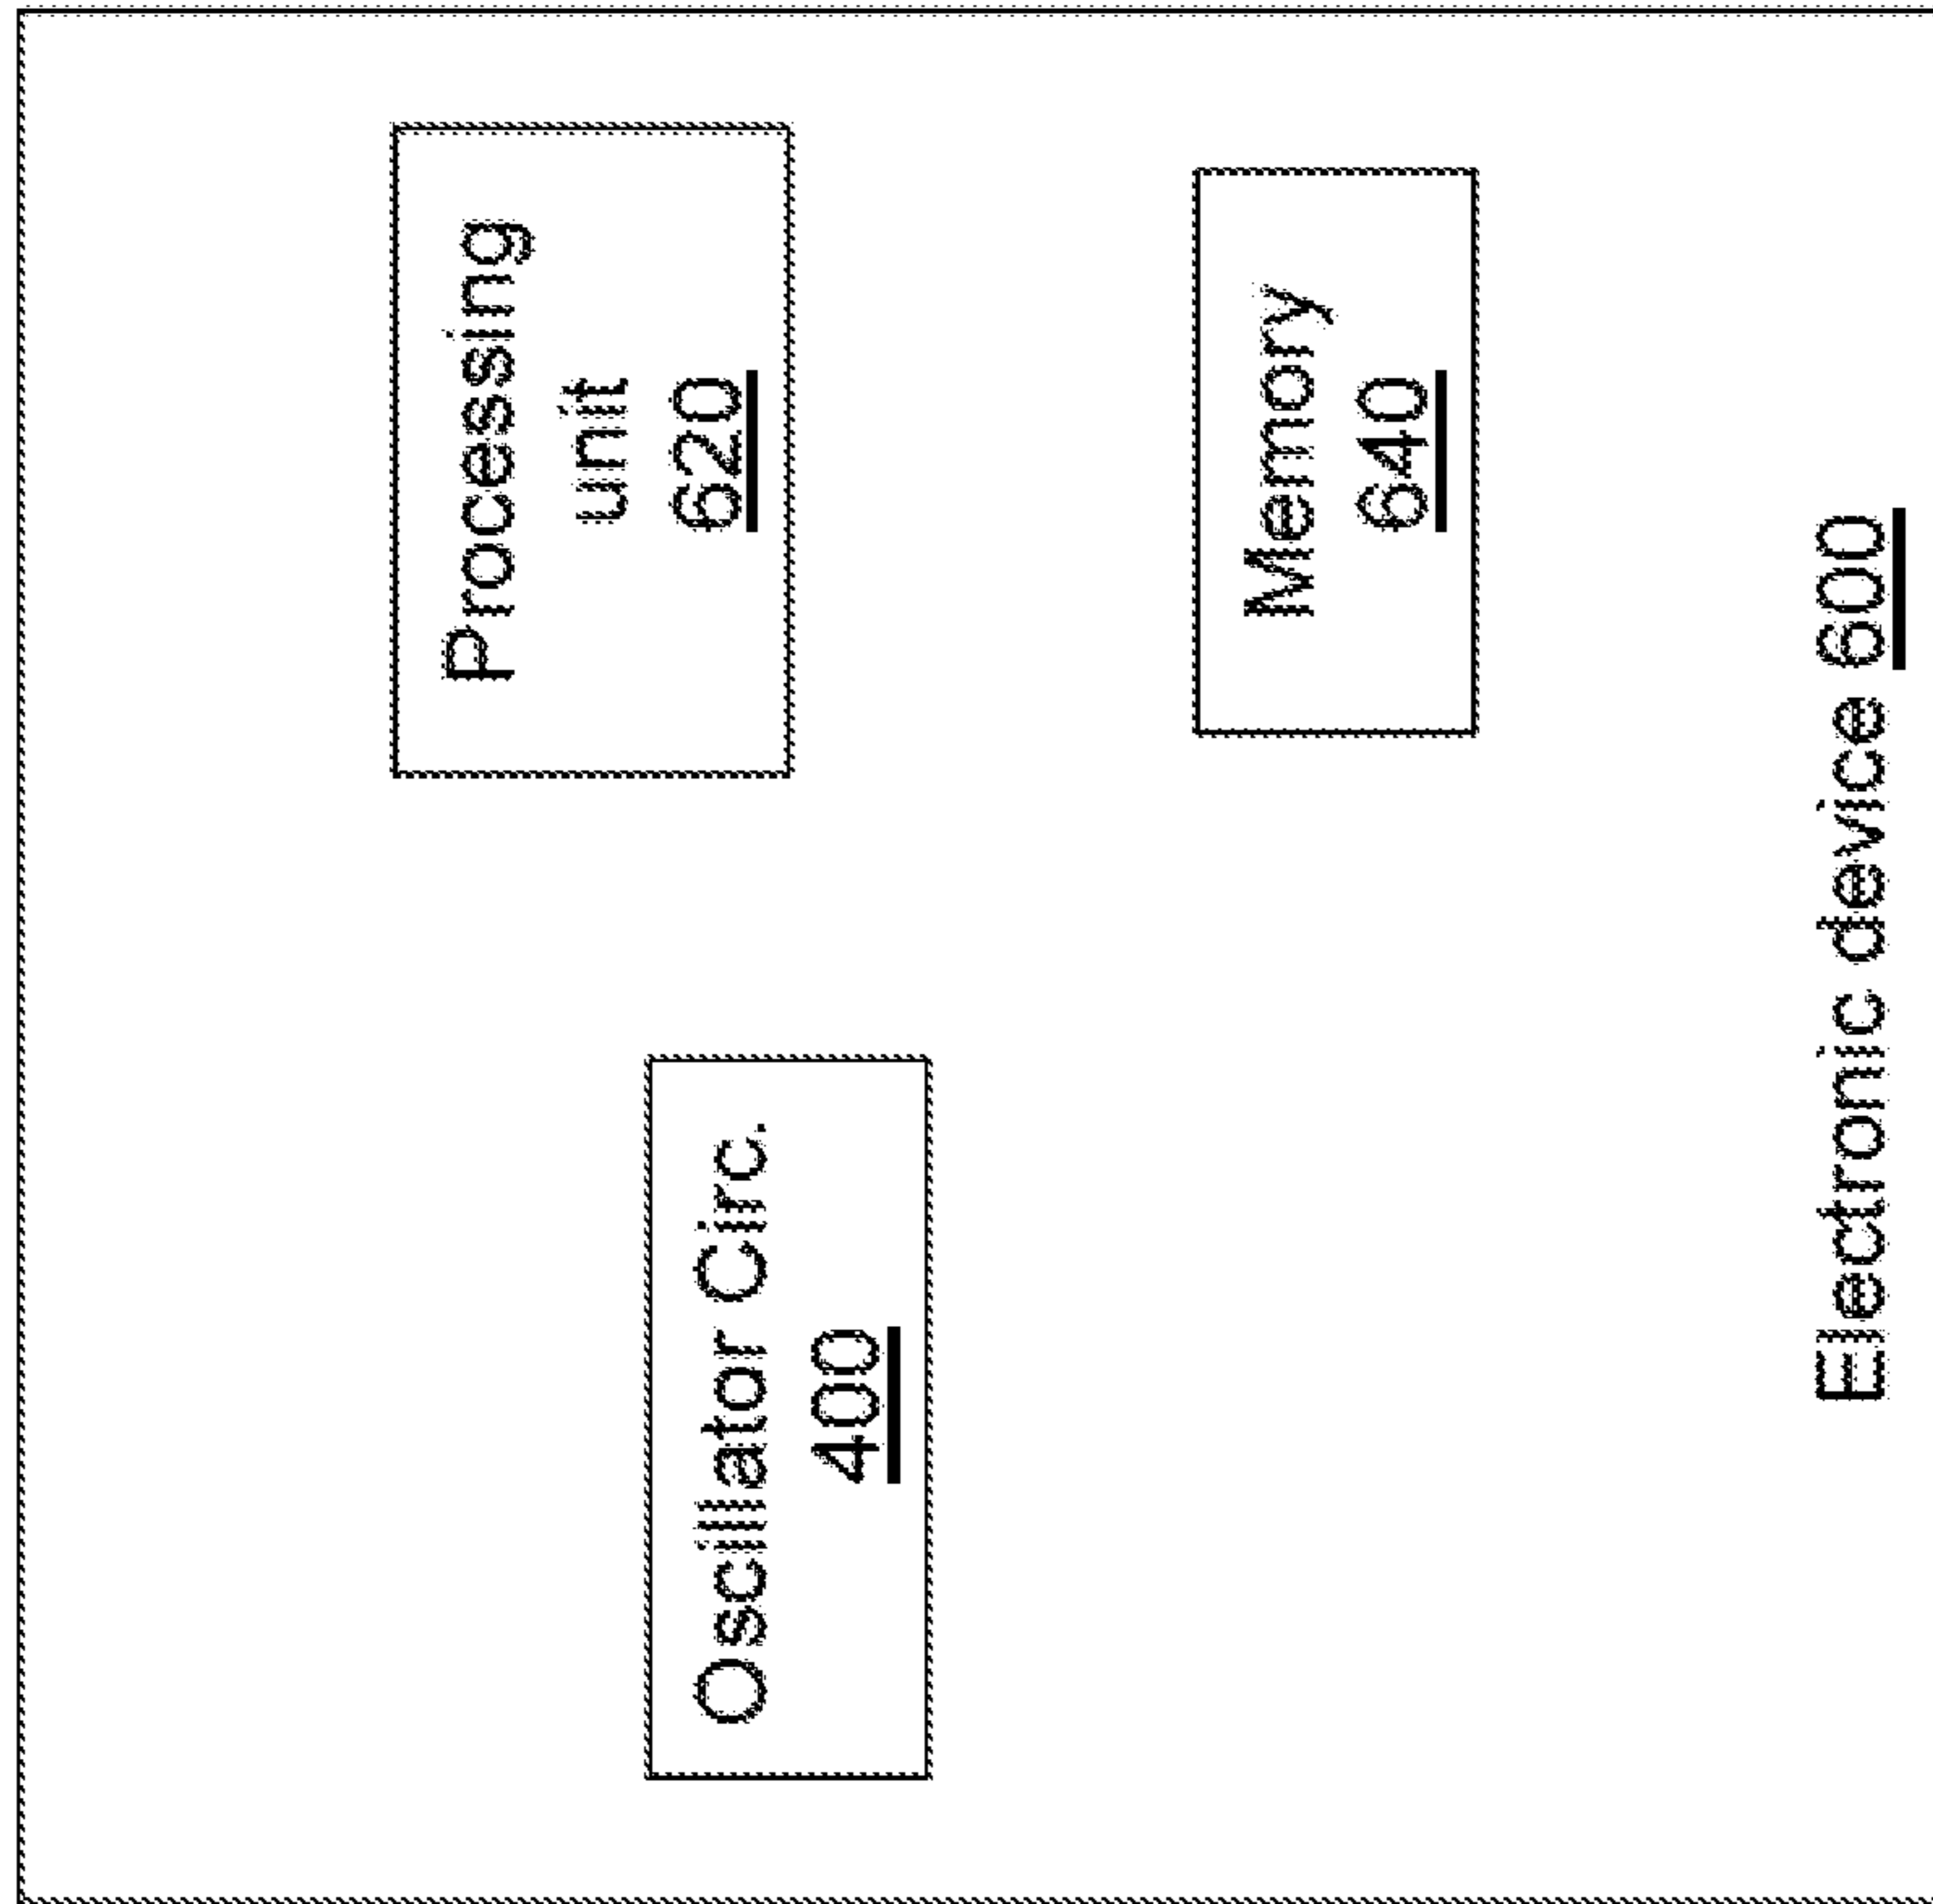 Processing
unit
620
Oscillator Circ.
400
Memory
640
Electronic device 600